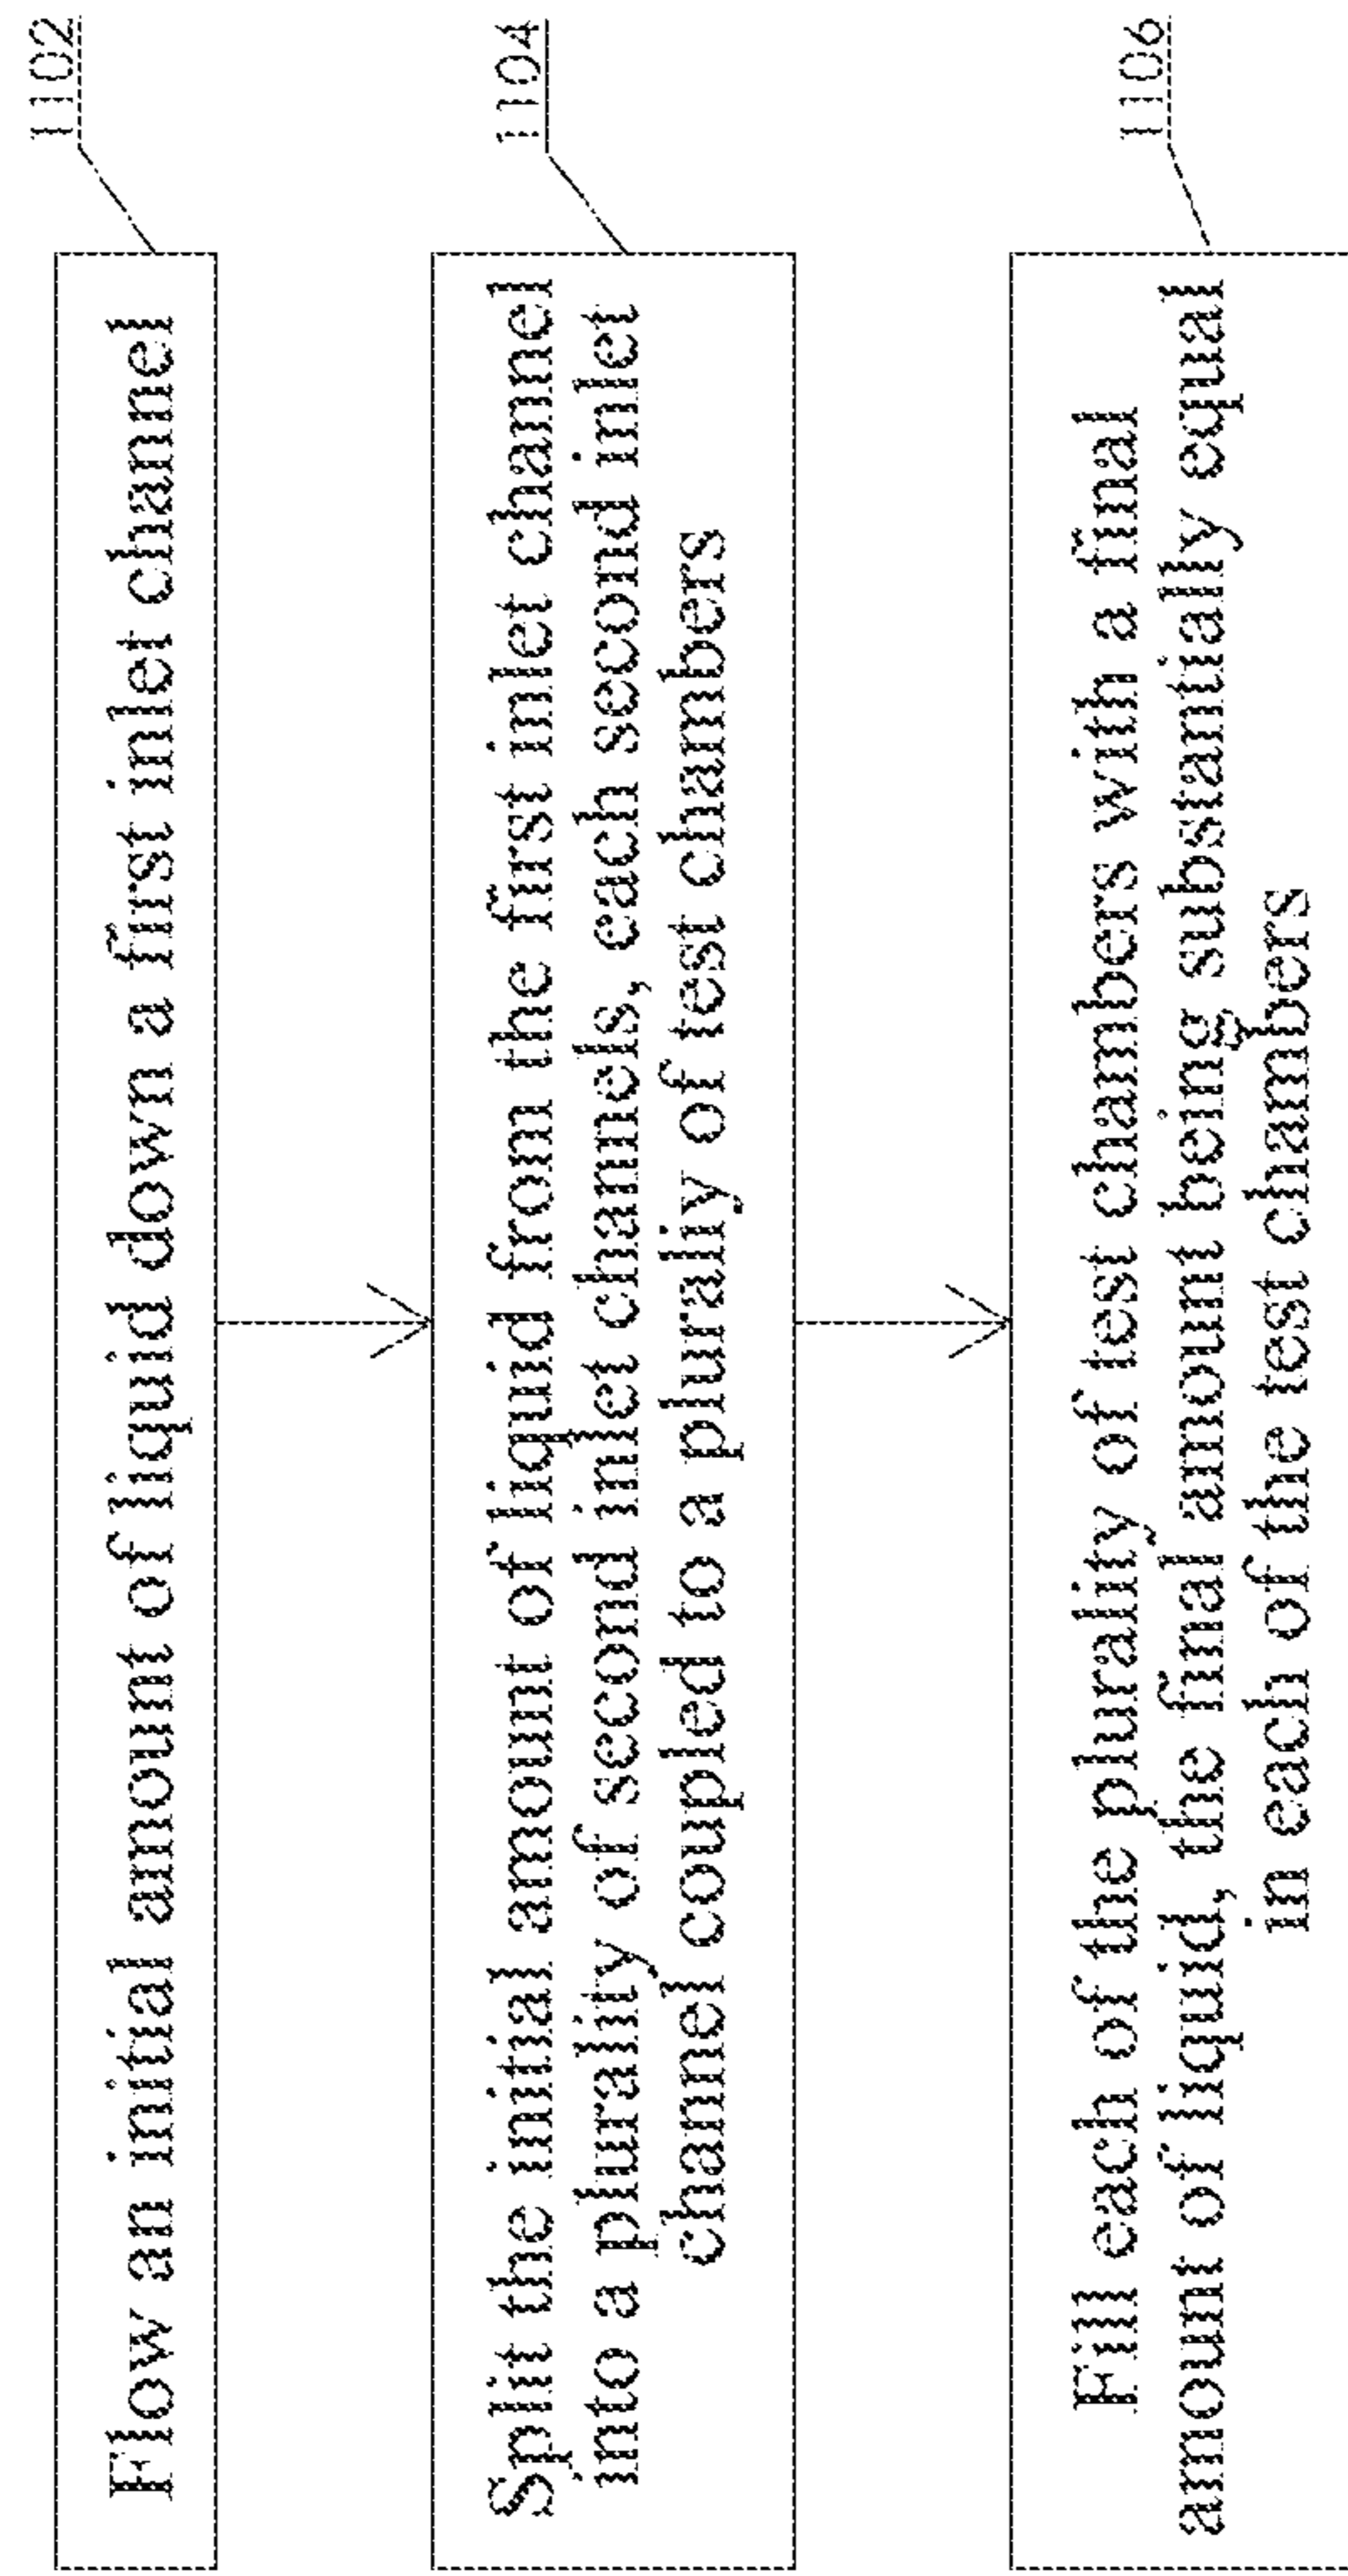 1102
Flow an initial amount of liquid down a first inlet channel
1104
Split the initial amount of liquid from the first inlet channel
into a plurality of second inlet channels, each second inlet
channel coupled to a plurality of test chambers
1106
Fill each of the plurality of test chambers with a final
amount of liquid, the final amount being substantially equal
in each of the test chambers